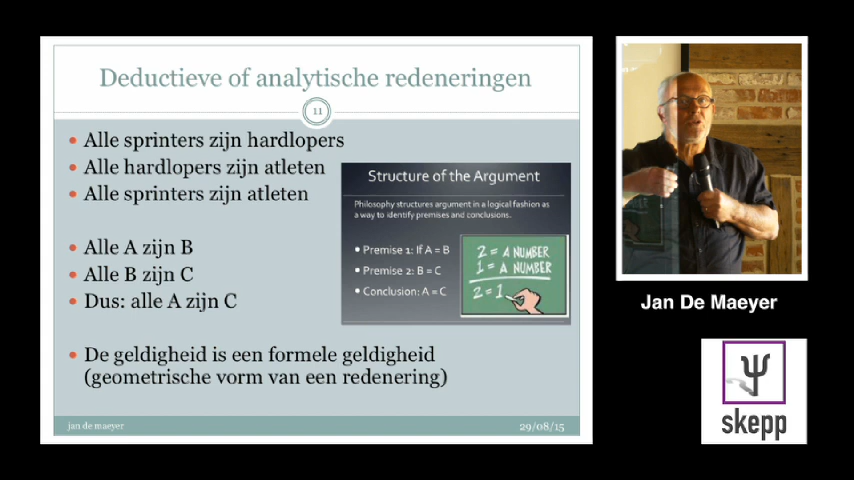 Deductieve of analytische redeneringen
11
Alle sprinters zijn hardlopers
Alle hardlopers zijn atleten
Alle sprinters zijn atleten
Alle A zijn B
Alle B zijn C
Dus: alle A zijn C
De geldigheid is een formele geldigheid
(geometrische vorm van een redenering)
Structure of the Argument
Philosophy structures argument in a logical fashion as
a way to identify premises and conclusions.
Premise 1: If A = B
Premise 2: B = C
Conclusion: A = C
2 = A NUMBER
1 = A NUMBER
2 = 1
jan de maeyer
29/08/15
Jan De Maeyer
skepp